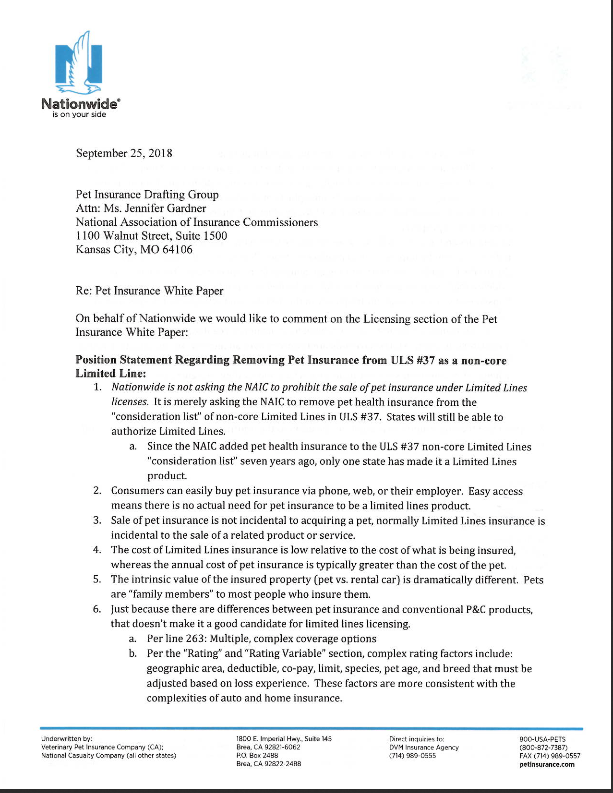 Nationwide®
is on your side
September 25, 2018
Pet Insurance Drafting Group
Attn: Ms. Jennifer Gardner
National Association of Insurance Commissioners
1100 Walnut Street, Suite 1500
Kansas City, MO 64106
Re: Pet Insurance White Paper
On behalf of Nationwide we would like to comment on the Licensing section of the Pet
Insurance White Paper:
Position Statement Regarding Removing Pet Insurance from ULS #37 as a non-core
Limited Line:
1. Nationwide is not asking the NAIC to prohibit the sale of pet insurance under Limited Lines
licenses. It is merely asking the NAIC to remove pet health insurance from the
"consideration list" of non-core Limited Lines in ULS #37. States will still be able to
authorize Limited Lines.
a. Since the NAIC added pet health insurance to the ULS #37 non-core Limited Lines
"consideration list" seven years ago, only one state has made it a Limited Lines
product.
2. Consumers can easily buy pet insurance via phone, web, or their employer. Easy access
means there is no actual need for pet insurance to be a limited lines product.
3. Sale of pet insurance is not incidental to acquiring a pet, normally Limited Lines insurance is
incidental to the sale of a related product or service.
4. The cost of Limited Lines insurance is low relative to the cost of what is being insured,
whereas the annual cost of pet insurance is typically greater than the cost of the pet.
5. The intrinsic value of the insured property (pet vs. rental car) is dramatically different. Pets
are "family members" to most people who insure them.
6. Just because there are differences between pet insurance and conventional P&C products,
that doesn't make it a good candidate for limited lines licensing.
a. Per line 263: Multiple, complex coverage options
b. Per the "Rating" and "Rating Variable" section, complex rating factors include:
geographic area, deductible, co-pay, limit, species, pet age, and breed that must be
adjusted based on loss experience. These factors are more consistent with the
complexities of auto and home insurance.
Underwritten by:
Veterinary Pet Insurance Company (CA);
National Casualty Company (all other states)
1800 E. Imperial Hwy., Suite 145
Brea, CA 92821-6062
P.O. Box 2488
Brea, CA 92822-2488
Direct inquiries to:
DVM Insurance Agency
(714) 989-0555
800-USA-PETS
(800-872-7387)
FAX (714) 989-0557
petinsurance.com